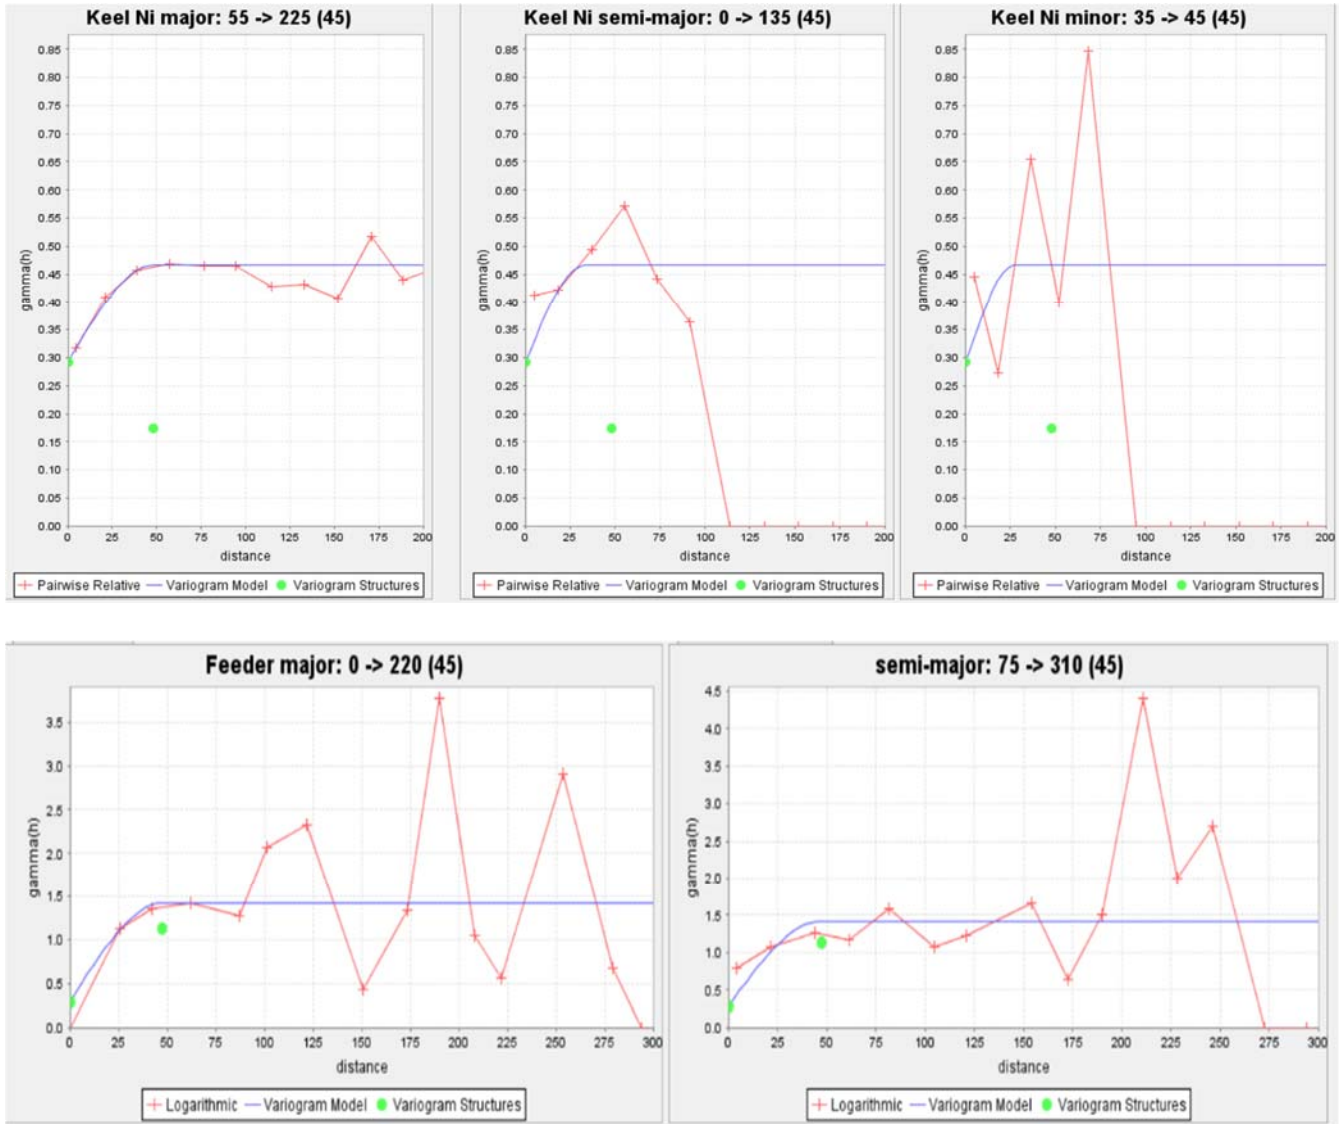 Keel Ni major: 55 -> 225 (45)
0.85
0.80
0.75
0.70
0.65
0.60
0.55
0.50
0.45
0.40
0.35
0.30
0.25
0.20
0.15
0.10
0.05
0.00
gamma(h)
0 25 50 75 100 125 150 175 200
distance
Pairwise Relative Variogram Model Variogram Structures
Keel Ni semi-major: 0 -> 135 (45)
0.85
0.80
0.75
0.70
0.65
0.60
0.55
0.50
0.45
0.40
0.35
0.30
0.25
0.20
0.15
0.10
0.05
0.00
gamma(h)
0 25 50 75 100 125 150 175 200
distance
Pairwise Relative Variogram Model Variogram Structures
Keel Ni minor: 35 -> 45 (45)
0.85
0.80
0.75
0.70
0.65
0.60
0.55
0.50
0.45
0.40
0.35
0.30
0.25
0.20
0.15
0.10
0.05
0.00
gamma(h)
0 25 50 75 100 125 150 175 200
distance
Pairwise Relative Variogram Model Variogram Structures
Feeder major: 0 -> 220 (45)
3.5
3.0
2.5
2.0
1.5
1.0
0.5
0.0
gamma(h)
0 25 50 75 100 125 150 175 200 225 250 275 300
distance
Logarithmic Variogram Model Variogram Structures
semi-major: 75 -> 310 (45)
4.5
4.0
3.5
3.0
2.5
2.0
1.5
1.0
0.5
0.0
gamma(h)
0 25 50 75 100 125 150 175 200 225 250 275 300
distance
Logarithmic Variogram Model Variogram Structures